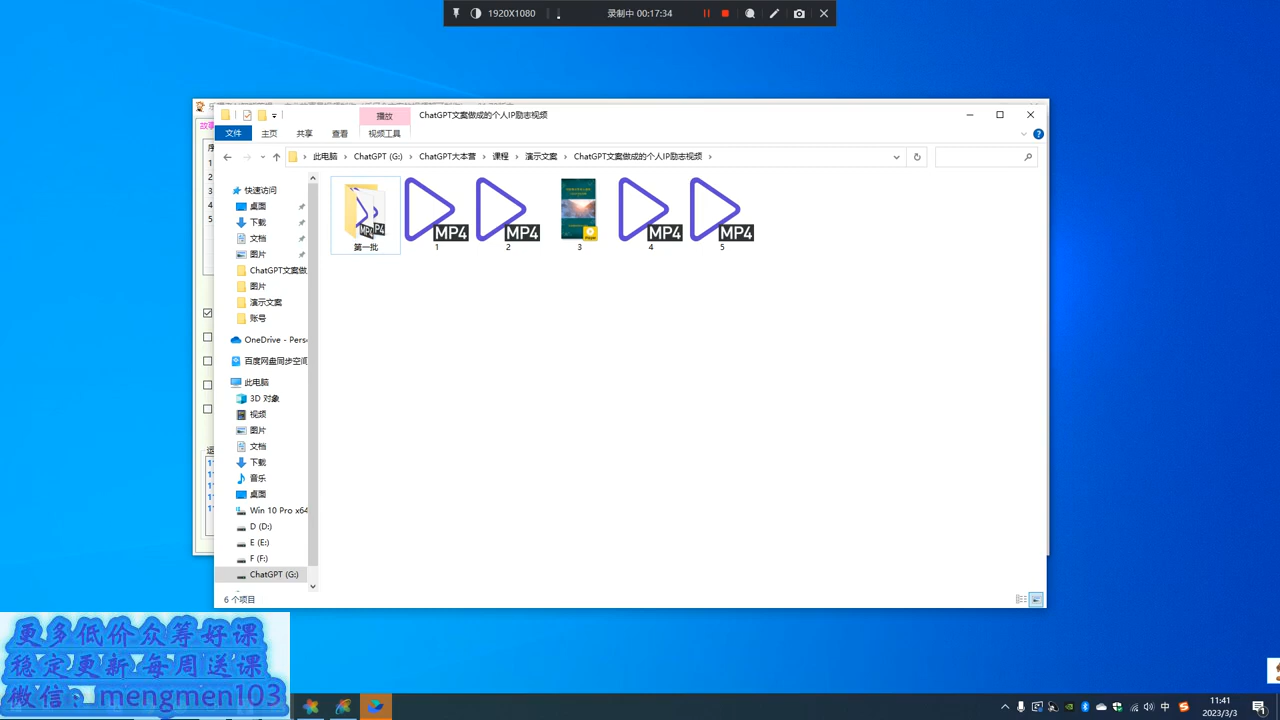 1920X1080
录制中 00:17:34
播放
ChatGPT文案做成的个人IP励志视频
文件
主页
共享
查看
视频工具
此电脑 › ChatGPT (G:) › ChatGPT大本营 › 课程 › 演示文案 › ChatGPT文案做成的个人IP励志视频 ›
快速访问
桌面
下载
文档
图片
ChatGPT文案做
图片
演示文案
账号
OneDrive - Pers
百度网盘同步空间
此电脑
3D 对象
视频
图片
文档
下载
音乐
桌面
Win 10 Pro x64
D (D:)
E (E:)
F (F:)
ChatGPT (G:)
MP4
第一批
MP4
1
MP4
2
3
MP4
4
MP4
5
6 个项目
更多低价众筹好课
稳定更新 每周送课
微信：mengmen103
中
11:41
2023/3/3
1